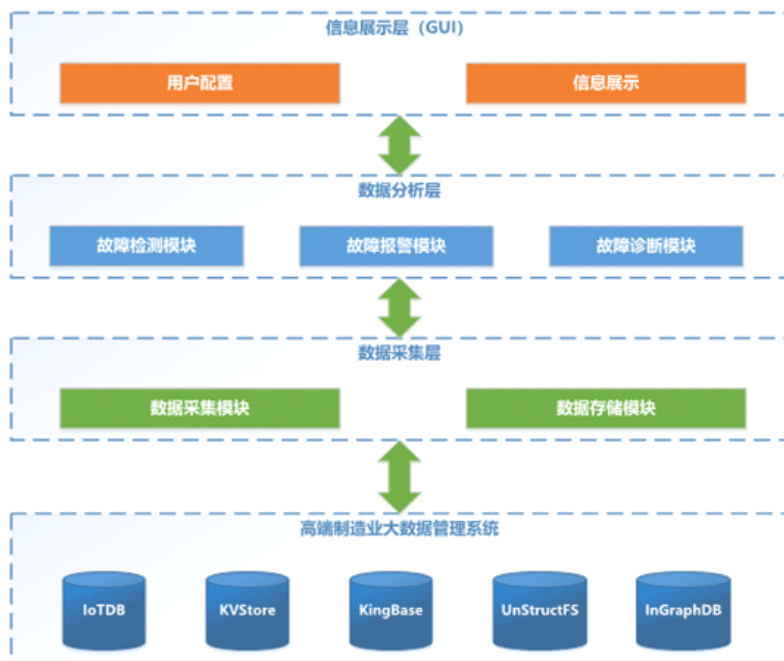 信息展示层（GUI）
用户配置
信息展示
数据分析层
故障检测模块
故障报警模块
故障诊断模块
数据采集层
数据采集模块
数据存储模块
高端制造业大数据管理系统
IoTDB
KVStore
KingBase
UnStructFS
InGraphDB